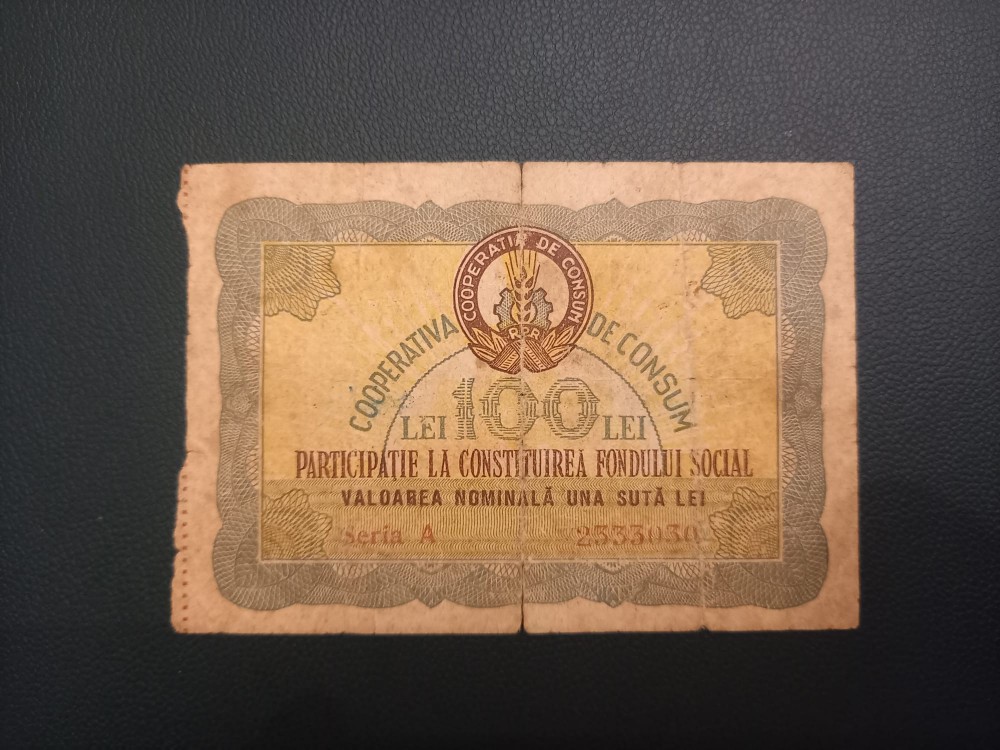 COOPERATIVA DE CONSUM
RPR
COOPERATIVA DE CONSUM
LEI 100 LEI
PARTICIPAȚIE LA CONSTITUIREA FONDULUI SOCIAL
VALOAREA NOMINALĂ UNA SUTĂ LEI
Seria A 2533030